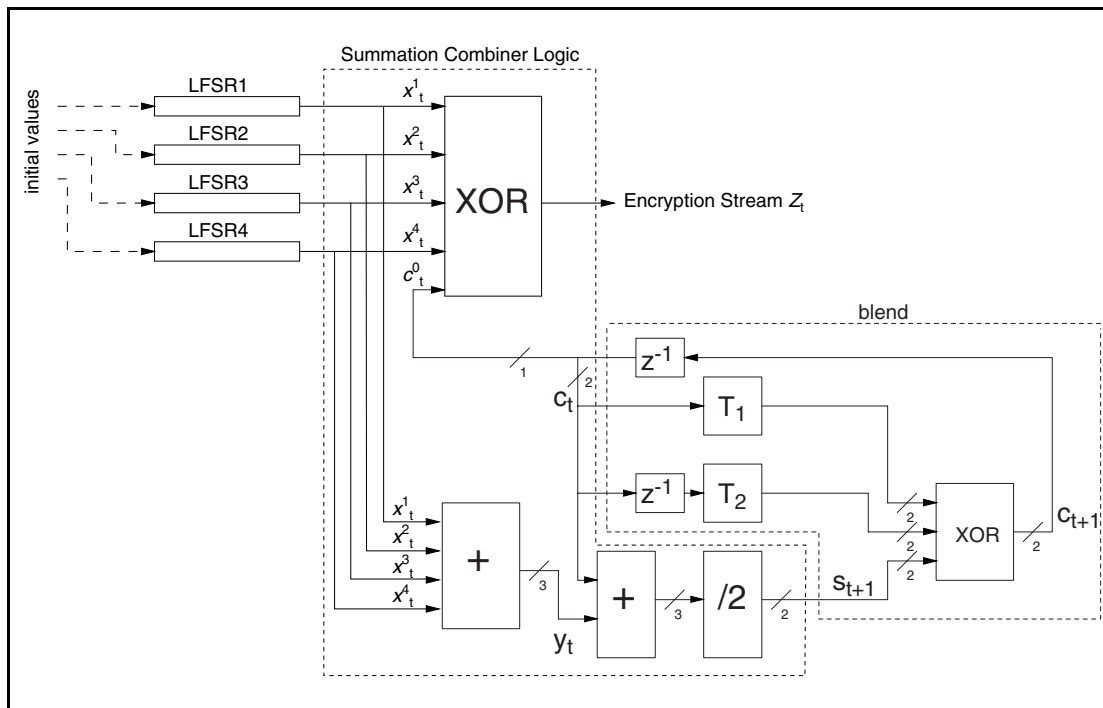 Summation Combiner Logic
initial values
LFSR1
LFSR2
LFSR3
LFSR4
x¹ₜ
x²ₜ
x³ₜ
x⁴ₜ
c⁰ₜ
XOR
Encryption Stream Zₜ
blend
z⁻¹
1
2
cₜ
T₁
z⁻¹
T₂
2
2
2
XOR
2
cₜ₊₁
x¹ₜ
x²ₜ
x³ₜ
x⁴ₜ
+
3
yₜ
+
3
/2
2
sₜ₊₁